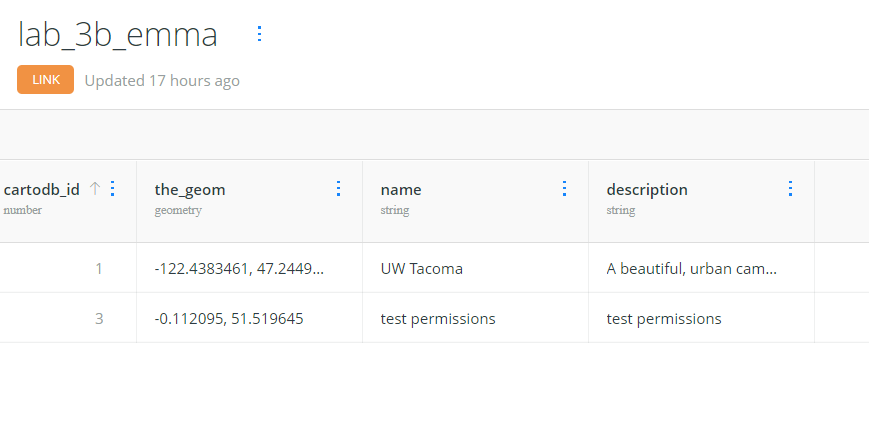 lab_3b_emma
LINK Updated 17 hours ago
cartodb_id the_geom name description
number geometry string string
1 -122.4383461, 47.2449... UW Tacoma A beautiful, urban cam...
3 -0.112095, 51.519645 test permissions test permissions